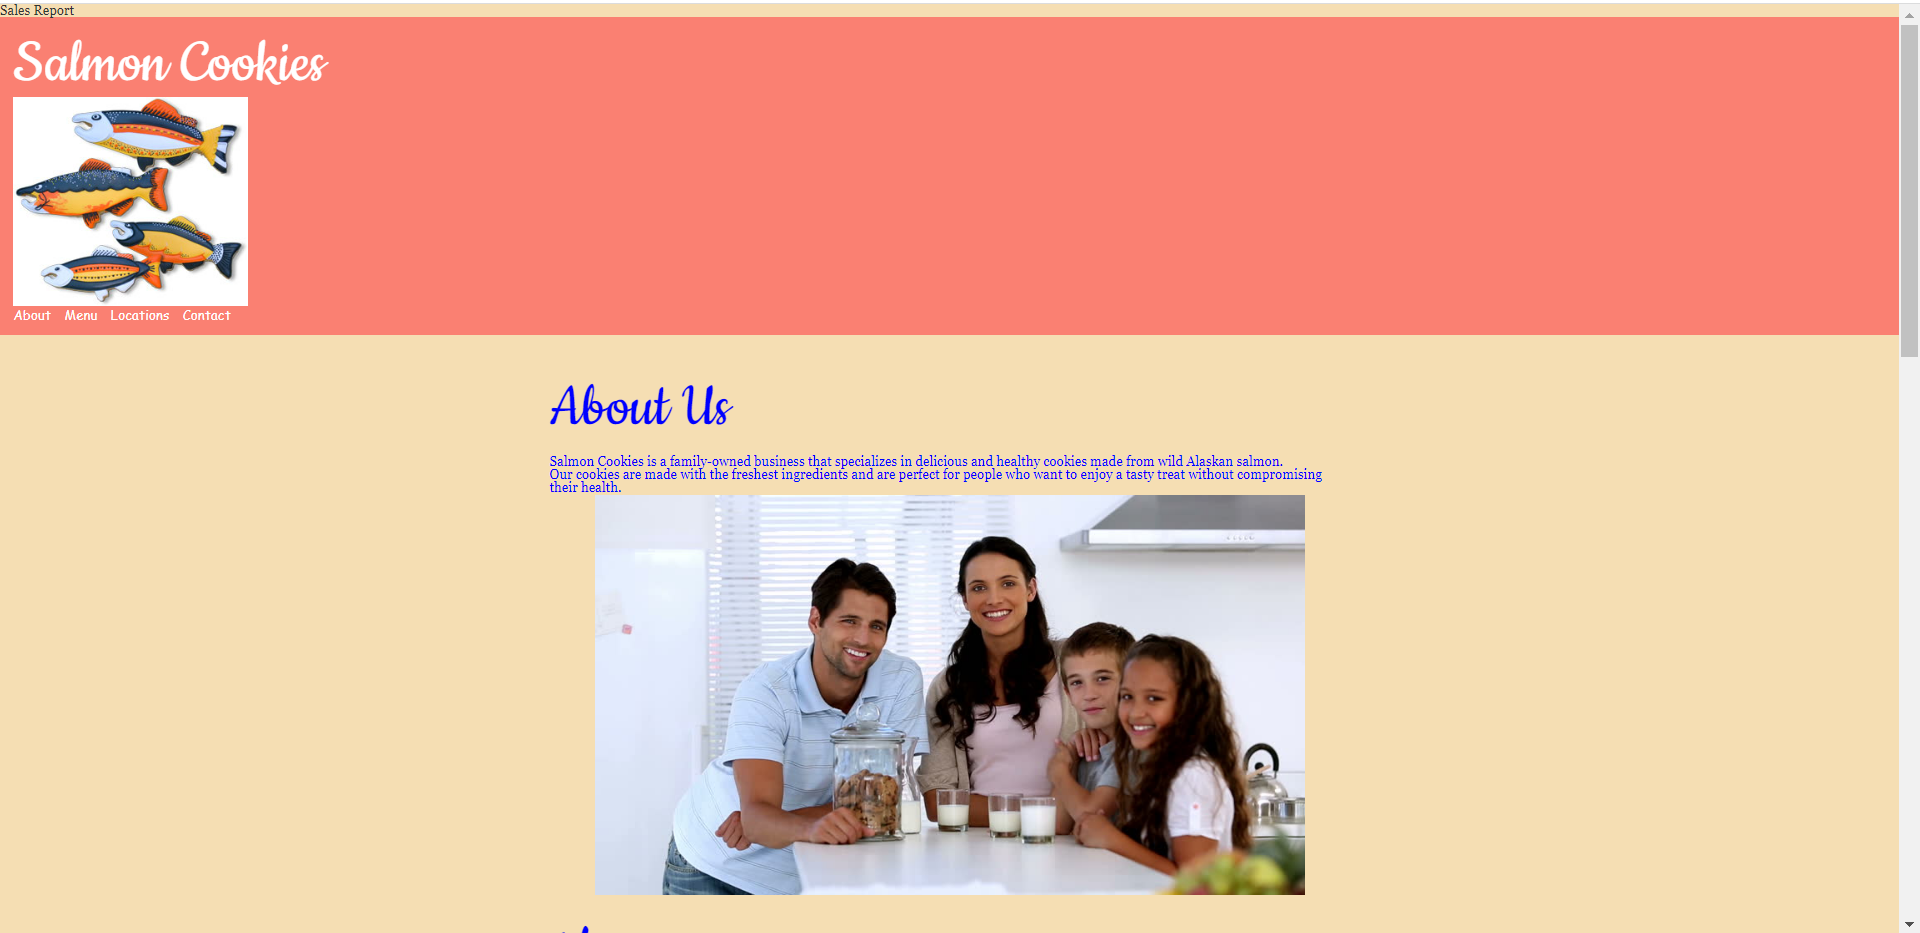 Sales Report
Salmon Cookies
About Menu Locations Contact
About Us
Salmon Cookies is a family-owned business that specializes in delicious and healthy cookies made from wild Alaskan salmon.
Our cookies are made with the freshest ingredients and are perfect for people who want to enjoy a tasty treat without compromising
their health.